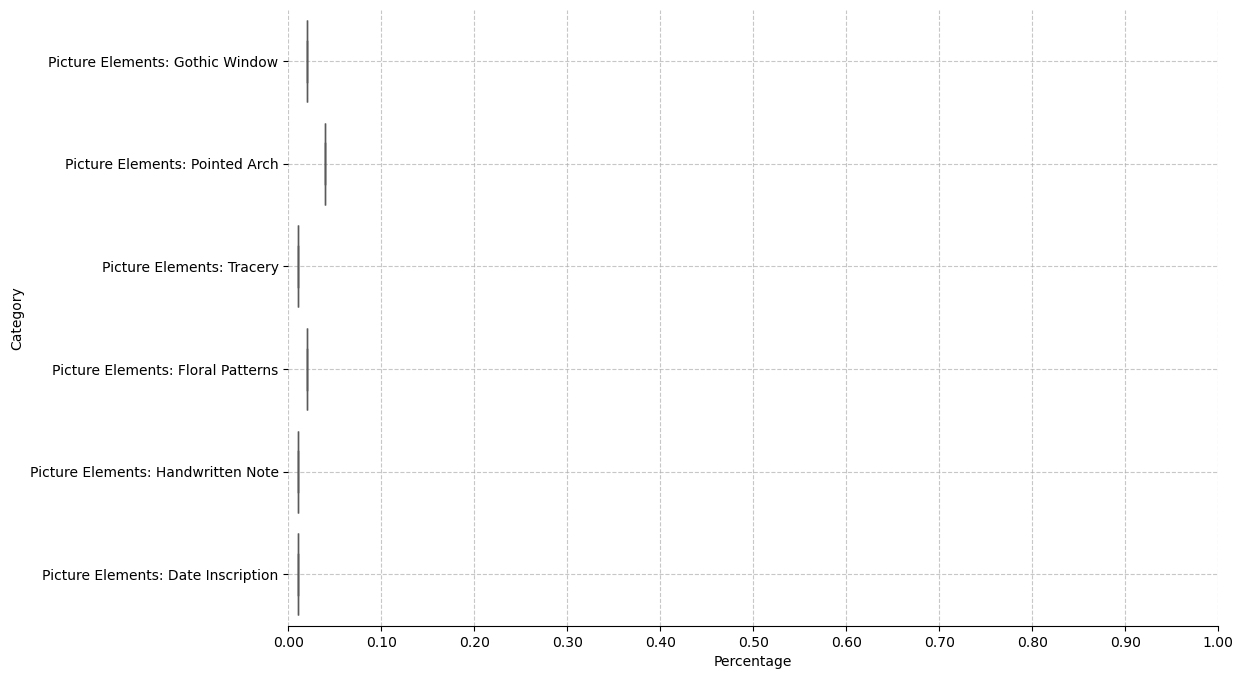 Picture Elements: Gothic Window
Picture Elements: Pointed Arch
Picture Elements: Tracery
Picture Elements: Floral Patterns
Picture Elements: Handwritten Note
Picture Elements: Date Inscription
Category
0.00 0.10 0.20 0.30 0.40 0.50 0.60 0.70 0.80 0.90 1.00
Percentage